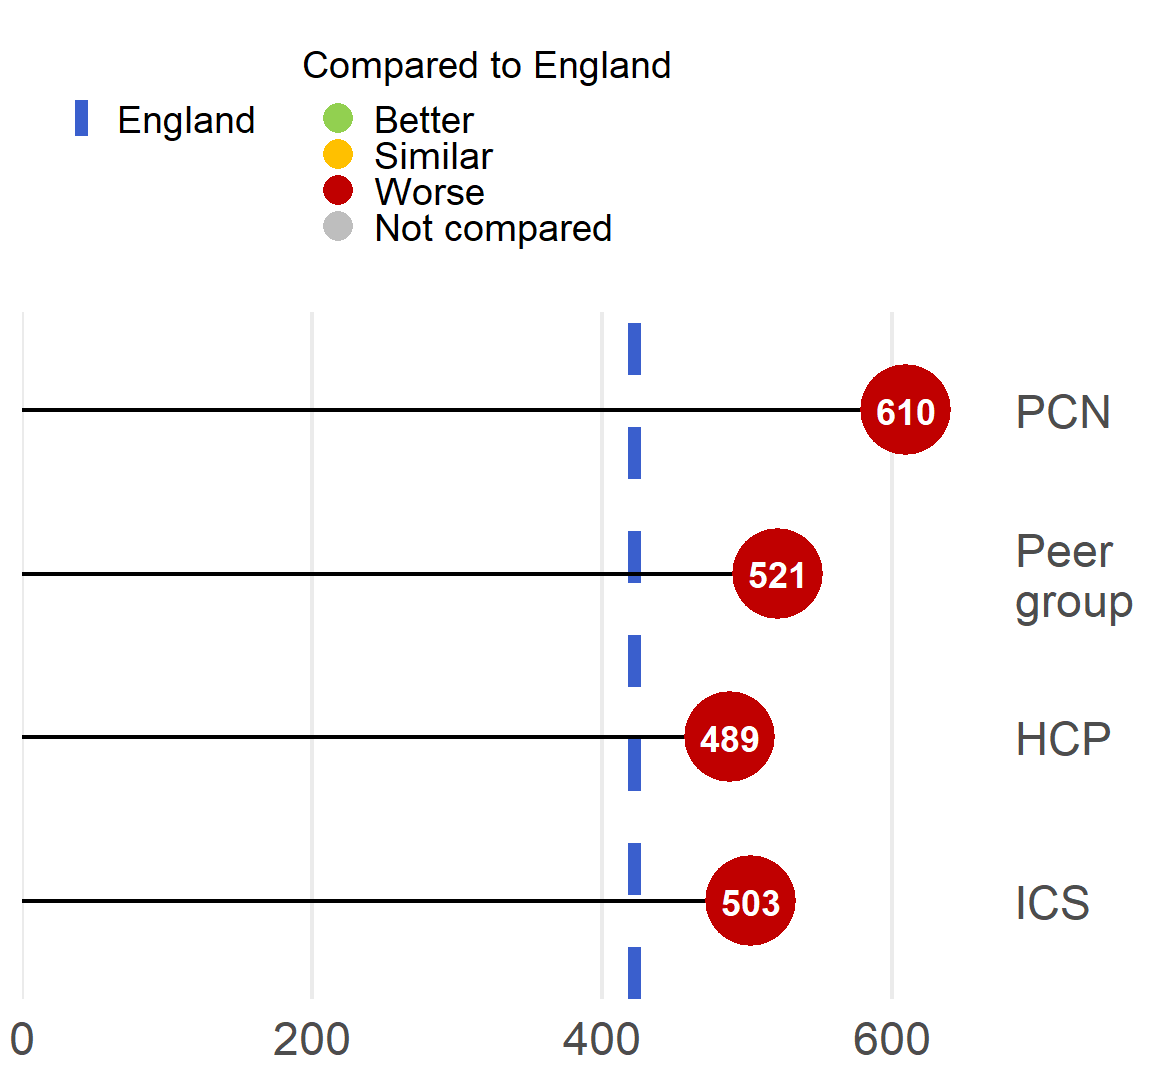 Compared to England
England
Better
Similar
Worse
Not compared
610
PCN
521
Peer
group
489
HCP
503
ICS
0
200
400
600